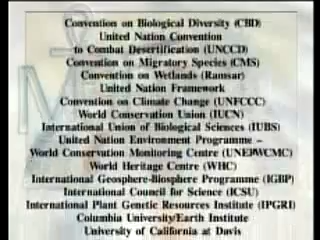 Convention on Biological Diversity (CBD)
United Nation Convention
to Combat Desertification (UNCCD)
Convention on Migratory Species (CMS)
Convention on Wetlands (Ramsar)
United Nation Framework
Convention on Climate Change (UNFCCC)
World Conservation Union (IUCN)
International Union of Biological Sciences (IUBS)
United Nation Environment Programme –
World Conservation Monitoring Centre (UNEP/WCMC)
World Heritage Centre (WHC)
International Geosphere-Biosphere Programme (IGBP)
International Council for Science (ICSU)
International Plant Genetic Resources Institute (IPGRI)
Columbia University/Earth Institute
University of California at Davis